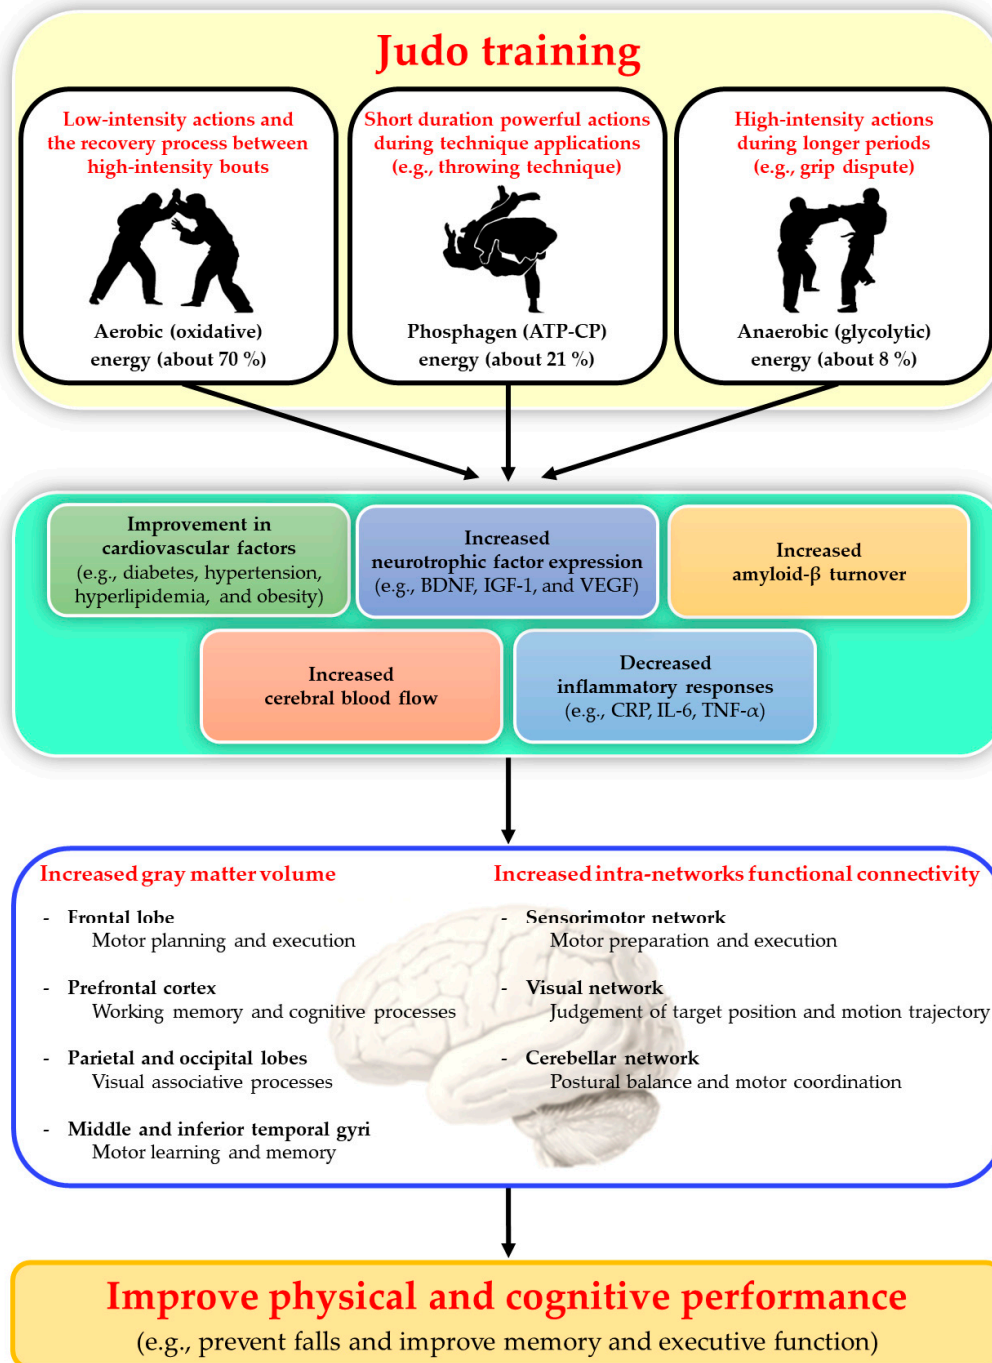 Judo training
Low-intensity actions and
the recovery process between
high-intensity bouts
Aerobic (oxidative)
energy (about 70 %)
Short duration powerful actions
during technique applications
(e.g., throwing technique)
Phosphagen (ATP-CP)
energy (about 21 %)
High-intensity actions
during longer periods
(e.g., grip dispute)
Anaerobic (glycolytic)
energy (about 8 %)
Improvement in
cardiovascular factors
(e.g., diabetes, hypertension,
hyperlipidemia, and obesity)
Increased
neurotrophic factor expression
(e.g., BDNF, IGF-1, and VEGF)
Increased
amyloid-β turnover
Increased
cerebral blood flow
Decreased
inflammatory responses
(e.g., CRP, IL-6, TNF-α)
Increased gray matter volume
- Frontal lobe
Motor planning and execution
- Prefrontal cortex
Working memory and cognitive processes
- Parietal and occipital lobes
Visual associative processes
- Middle and inferior temporal gyri
Motor learning and memory
Increased intra-networks functional connectivity
- Sensorimotor network
Motor preparation and execution
- Visual network
Judgement of target position and motion trajectory
- Cerebellar network
Postural balance and motor coordination
Improve physical and cognitive performance
(e.g., prevent falls and improve memory and executive function)